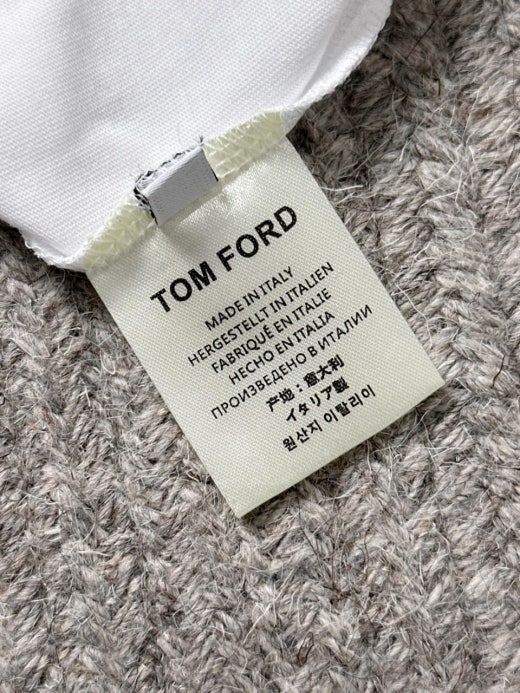 TOM FORD
MADE IN ITALY
HERGESTELLT IN ITALIEN
FABRIQUÉ EN ITALIE
HECHO EN ITALIA
ПРОИЗВЕДЕНО В ИТАЛИИ
产地：意大利
イタリア製
원산지 이탈리이